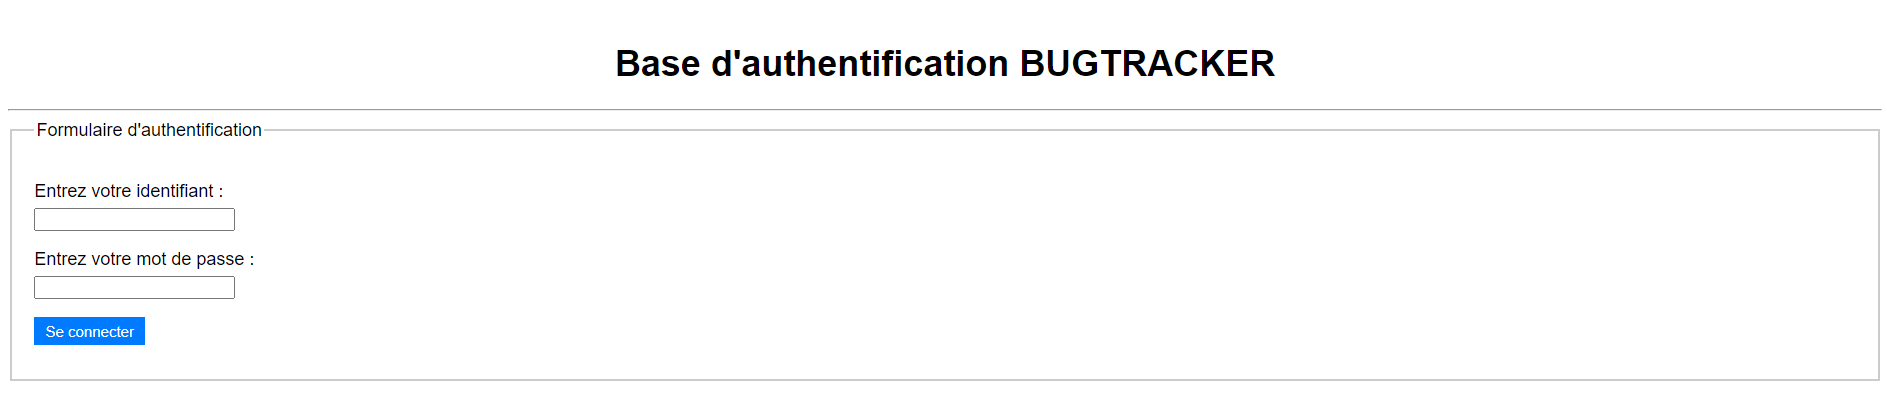 Base d'authentification BUGTRACKER
Formulaire d'authentification
Entrez votre identifiant :
Entrez votre mot de passe :
Se connecter